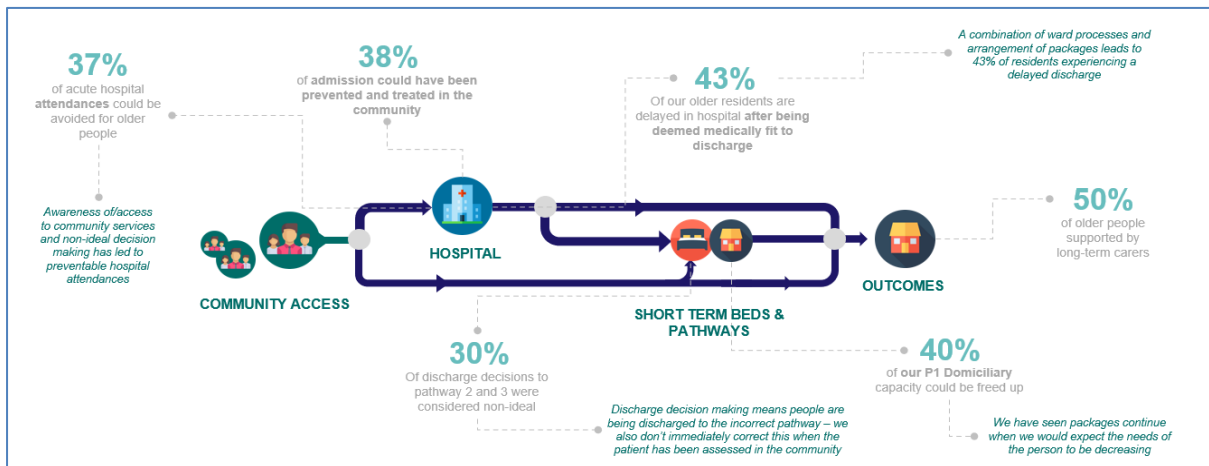 37%
of acute hospital
attendances could be
avoided for older
people
Awareness of/access
to community services
and non-ideal decision
making has led to
preventable hospital
attendances
38%
of admission could have been
prevented and treated in the
community
43%
Of our older residents are
delayed in hospital after being
deemed medically fit to
discharge
A combination of ward processes and
arrangement of packages leads to
43% of residents experiencing a
delayed discharge
50%
of older people
supported by
long-term carers
COMMUNITY ACCESS
HOSPITAL
SHORT TERM BEDS &
PATHWAYS
OUTCOMES
30%
Of discharge decisions to
pathway 2 and 3 were
considered non-ideal
Discharge decision making means people are
being discharged to the incorrect pathway – we
also don't immediately correct this when the
patient has been assessed in the community
40%
of our P1 Domiciliary
capacity could be freed up
We have seen packages continue
when we would expect the needs of
the person to be decreasing